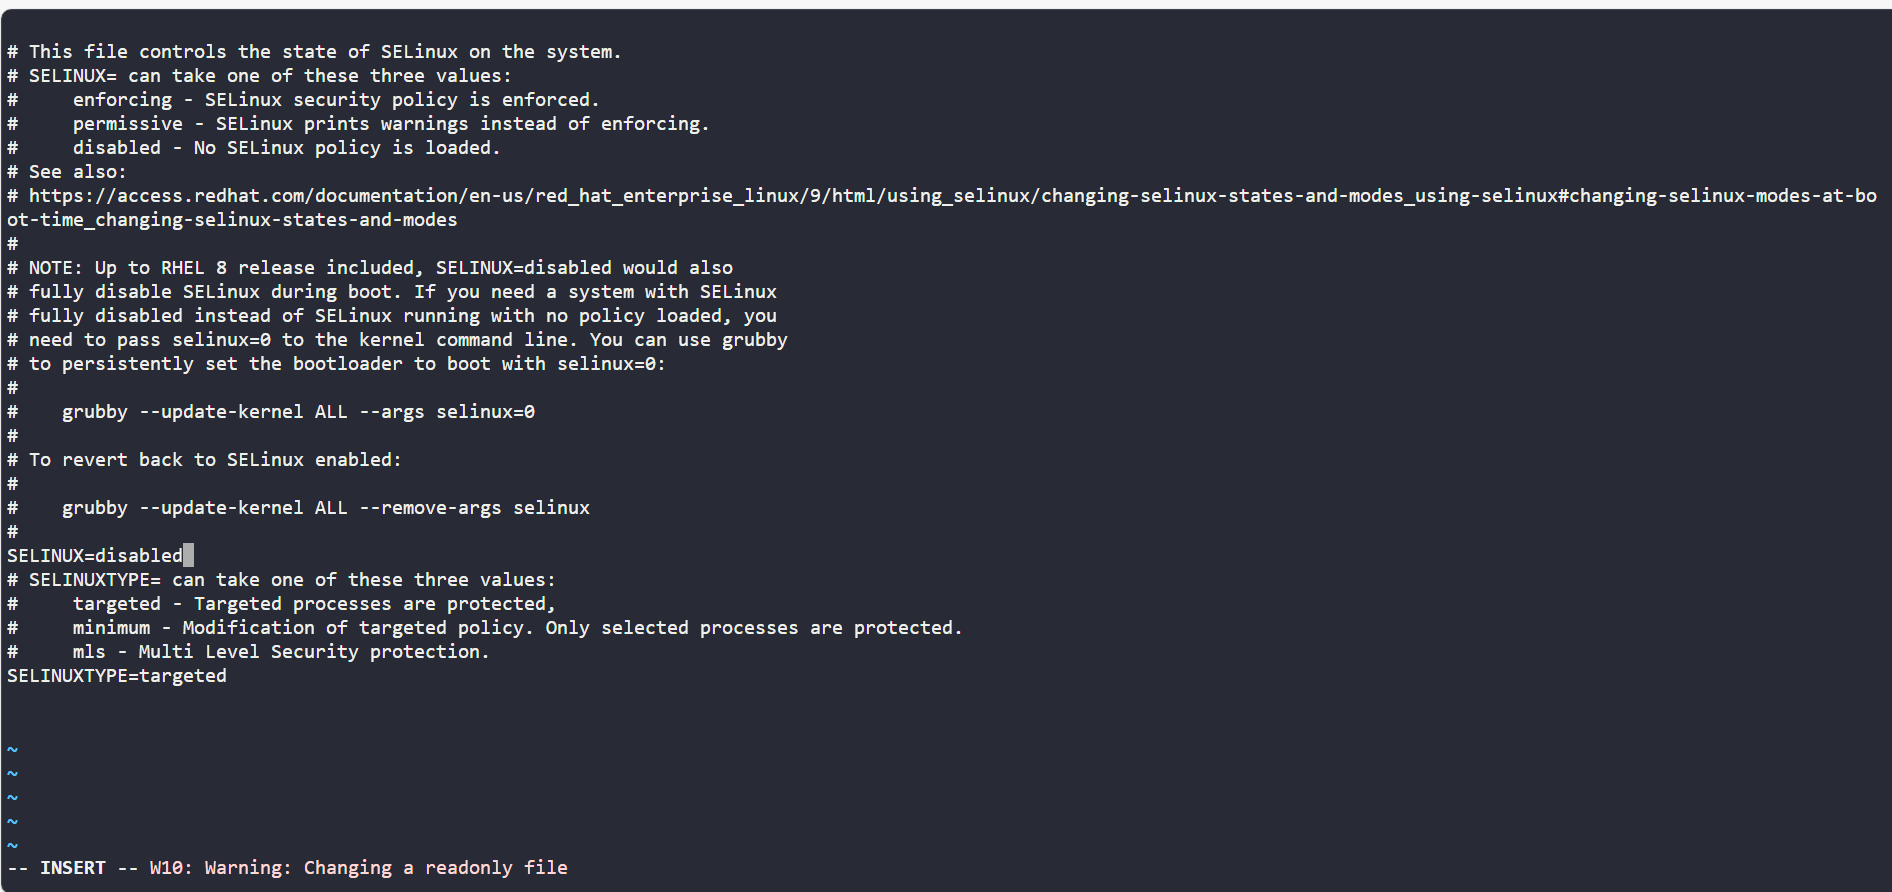 # This file controls the state of SELinux on the system.
# SELINUX= can take one of these three values:
#     enforcing - SELinux security policy is enforced.
#     permissive - SELinux prints warnings instead of enforcing.
#     disabled - No SELinux policy is loaded.
# See also:
# https://access.redhat.com/documentation/en-us/red_hat_enterprise_linux/9/html/using_selinux/changing-selinux-states-and-modes_using-selinux#changing-selinux-modes-at-bo
ot-time_changing-selinux-states-and-modes
#
# NOTE: Up to RHEL 8 release included, SELINUX=disabled would also
# fully disable SELinux during boot. If you need a system with SELinux
# fully disabled instead of SELinux running with no policy loaded, you
# need to pass selinux=0 to the kernel command line. You can use grubby
# to persistently set the bootloader to boot with selinux=0:
#
#    grubby --update-kernel ALL --args selinux=0
#
# To revert back to SELinux enabled:
#
#    grubby --update-kernel ALL --remove-args selinux
#
SELINUX=disabled
# SELINUXTYPE= can take one of these three values:
#     targeted - Targeted processes are protected,
#     minimum - Modification of targeted policy. Only selected processes are protected.
#     mls - Multi Level Security protection.
SELINUXTYPE=targeted
~
~
~
~
~
-- INSERT -- W10: Warning: Changing a readonly file